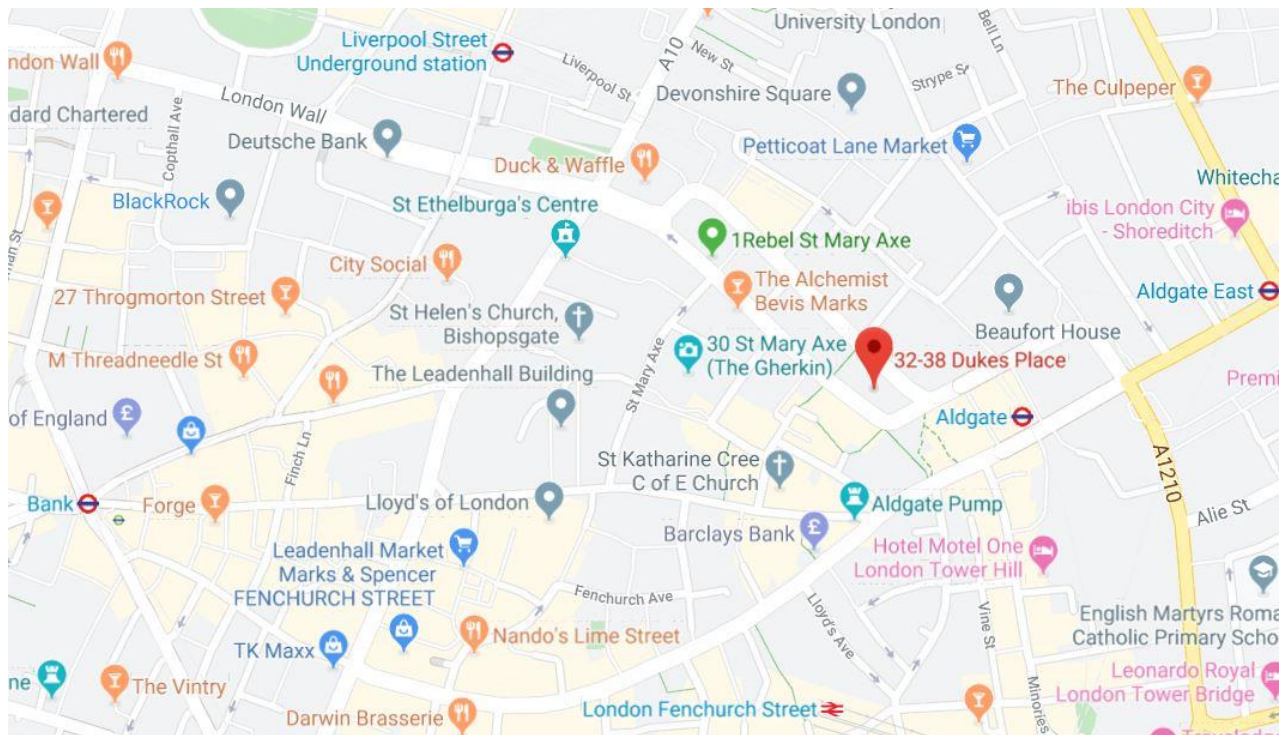 University London
Liverpool Street
Underground station
A10
New St
Bell Ln
ndon Wall
Liverpool St
Devonshire Square
Strype S
The Culpeper
London Wall
dard Chartered
Copthall Ave
Deutsche Bank
Duck & Waffle
Petticoat Lane Market
BlackRock
St Ethelburga's Centre
Whitecha
ibis London City
- Shoreditch
man St
1Rebel St Mary Axe
City Social
27 Throgmorton Street
The Alchemist
Bevis Marks
Aldgate East
St Helen's Church,
Bishopsgate
Beaufort House
M Threadneedle St
St Mary Axe
30 St Mary Axe
(The Gherkin)
32-38 Dukes Place
The Leadenhall Building
Premi
of England
£
Aldgate
Finch Ln
St Katharine Cree
C of E Church
A1210
Bank
Forge
Lloyd's of London
Aldgate Pump
Alie St
Barclays Bank
£
Leadenhall Market
Hotel Motel One
London Tower Hill
Marks & Spencer
FENCHURCH STREET
Fenchurch Ave
Lloyd's Ave
Vine St
English Martyrs Roma
Catholic Primary Scho
TK Maxx
Nando's Lime Street
ne
The Vintry
Minories
Leonardo Royal
London Tower Bridge
Darwin Brasserie
London Fenchurch Street